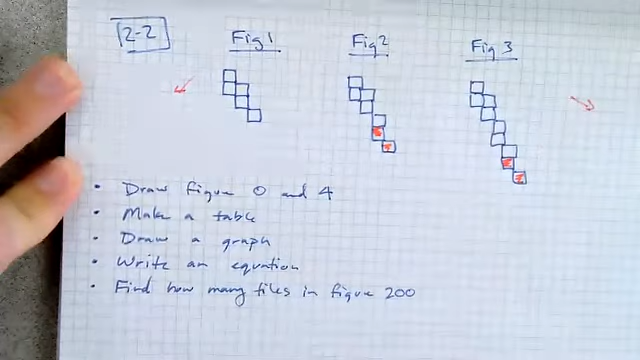 2-2
Fig 1
Fig 2
Fig 3
• Draw figure 0 and 4
• Make a table
• Draw a graph
• Write an equation
• Find how many tiles in figure 200